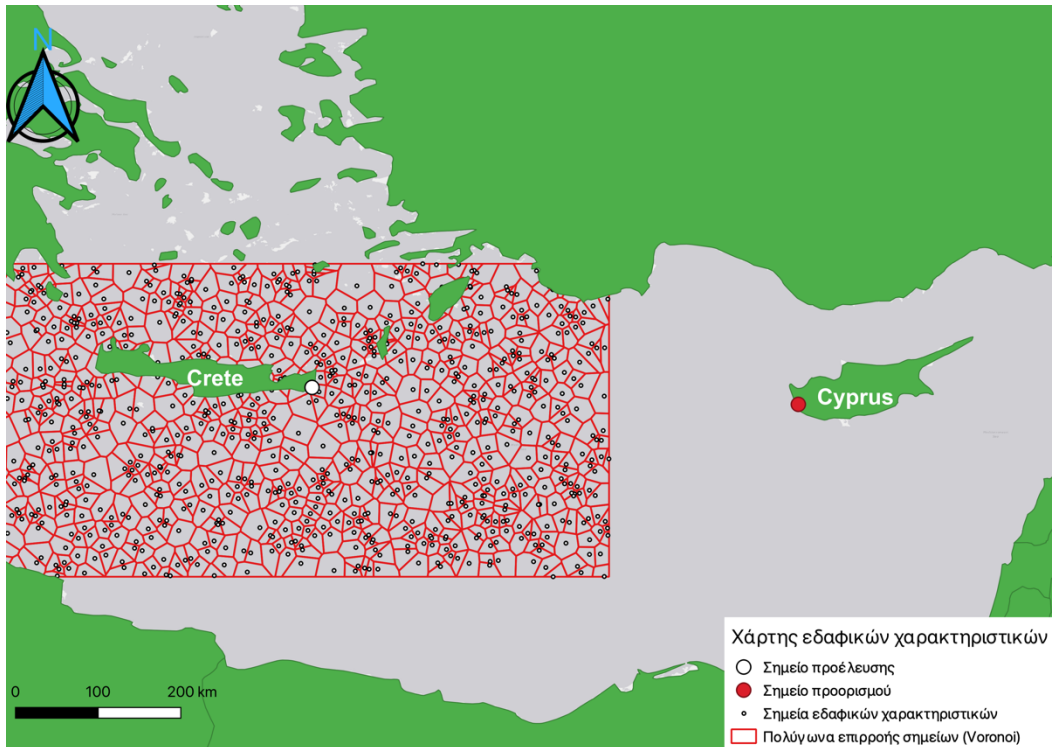 N
Crete
Cyprus
0 100 200 km
Χάρτης εδαφικών χαρακτηριστικών
Σημείο προέλευσης
Σημείο προορισμού
Σημεία εδαφικών χαρακτηριστικών
Πολύγωνα επιρροής σημείων (Voronoi)